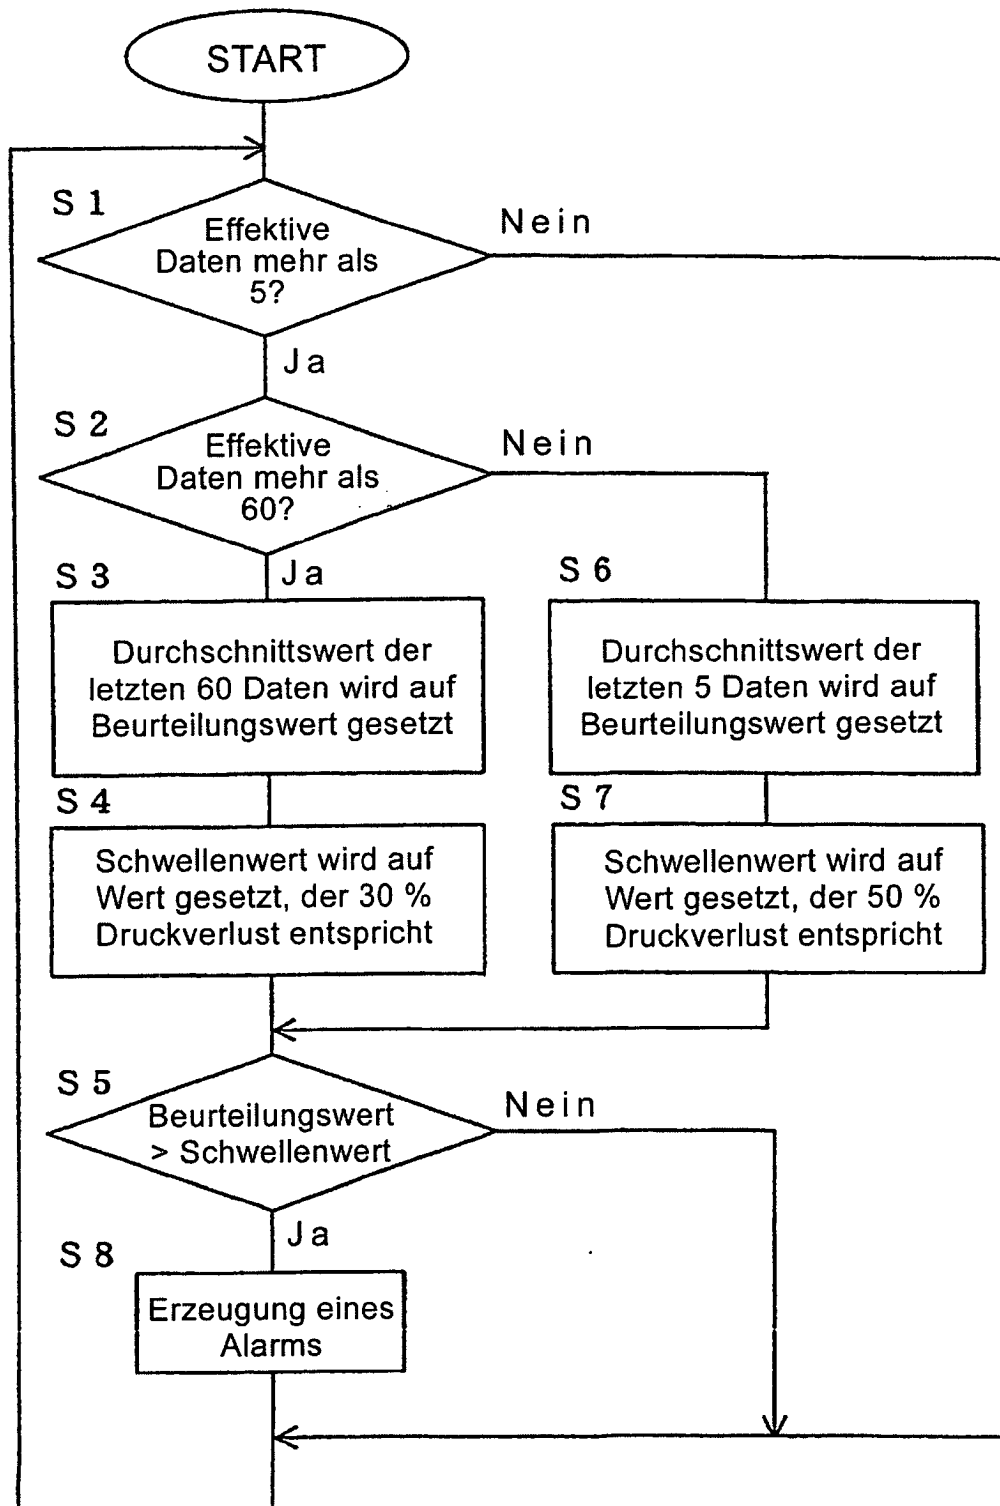 START
S 1
Effektive
Daten mehr als
5?
Nein
Ja
S 2
Effektive
Daten mehr als
60?
Nein
Ja
S 3
Durchschnittswert der
letzten 60 Daten wird auf
Beurteilungswert gesetzt
S 6
Durchschnittswert der
letzten 5 Daten wird auf
Beurteilungswert gesetzt
S 4
Schwellenwert wird auf
Wert gesetzt, der 30 %
Druckverlust entspricht
S 7
Schwellenwert wird auf
Wert gesetzt, der 50 %
Druckverlust entspricht
S 5
Beurteilungswert
> Schwellenwert
Nein
Ja
S 8
Erzeugung eines
Alarms